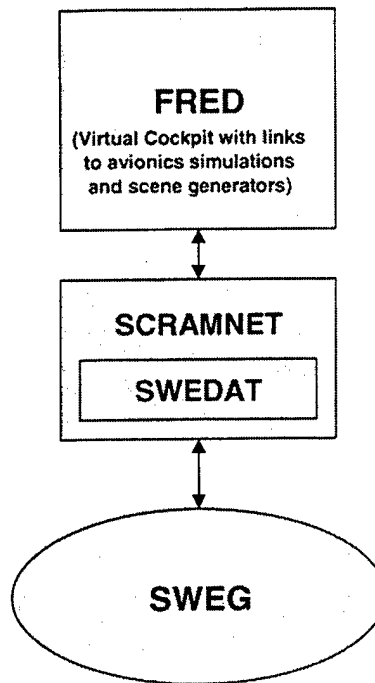 FRED
(Virtual Cockpit with links
to avionics simulations
and scene generators)
SCRAMNET
SWEDAT
SWEG